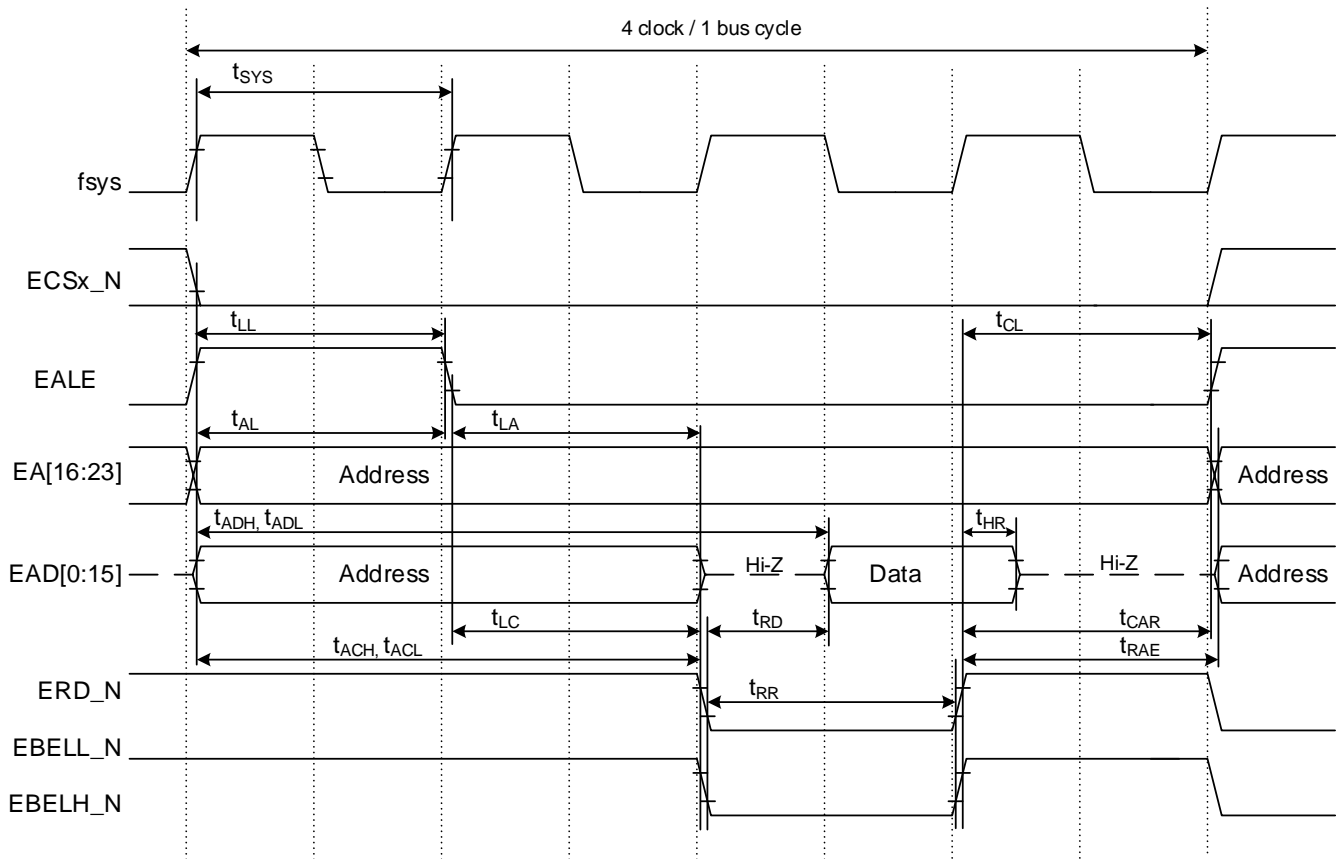 4 clock / 1 bus cycle
tSYS
fsys
ECSx_N
tLL
tCL
EALE
tAL
tLA
EA[16:23]
Address
Address
tADH, tADL
tHR
EAD[0:15]
Address
Hi-Z
Data
Hi-Z
Address
tLC
tRD
tCAR
tACH, tACL
tRAE
ERD_N
tRR
EBELL_N
EBELH_N